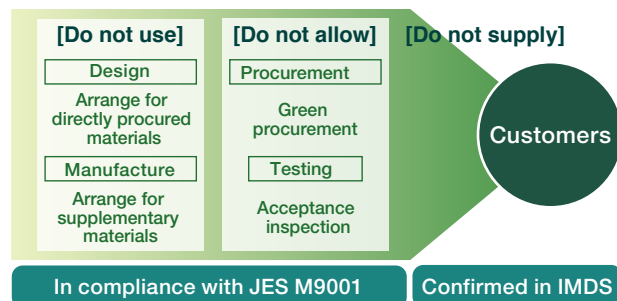 [Do not use]
[Do not allow]
[Do not supply]
Design
Arrange for
directly procured
materials
Manufacture
Arrange for
supplementary
materials
Procurement
Green
procurement
Testing
Acceptance
inspection
Customers
In compliance with JES M9001
Confirmed in IMDS